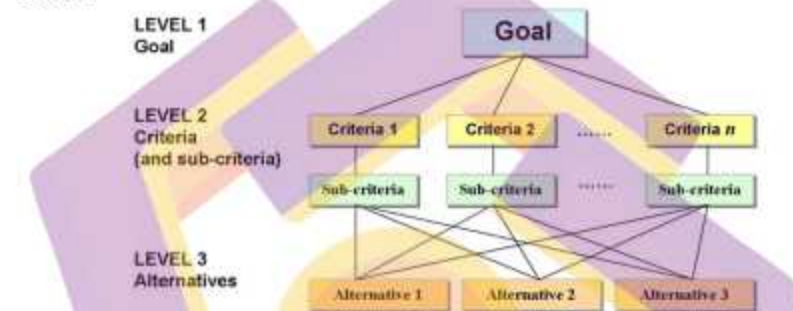 LEVEL 1
Goal
Goal
LEVEL 2
Criteria
(and sub-criteria)
Criteria 1 Criteria 2 ...... Criteria n
Sub-criteria Sub-criteria ...... Sub-criteria
LEVEL 3
Alternatives
Alternative 1 Alternative 2 Alternative 3